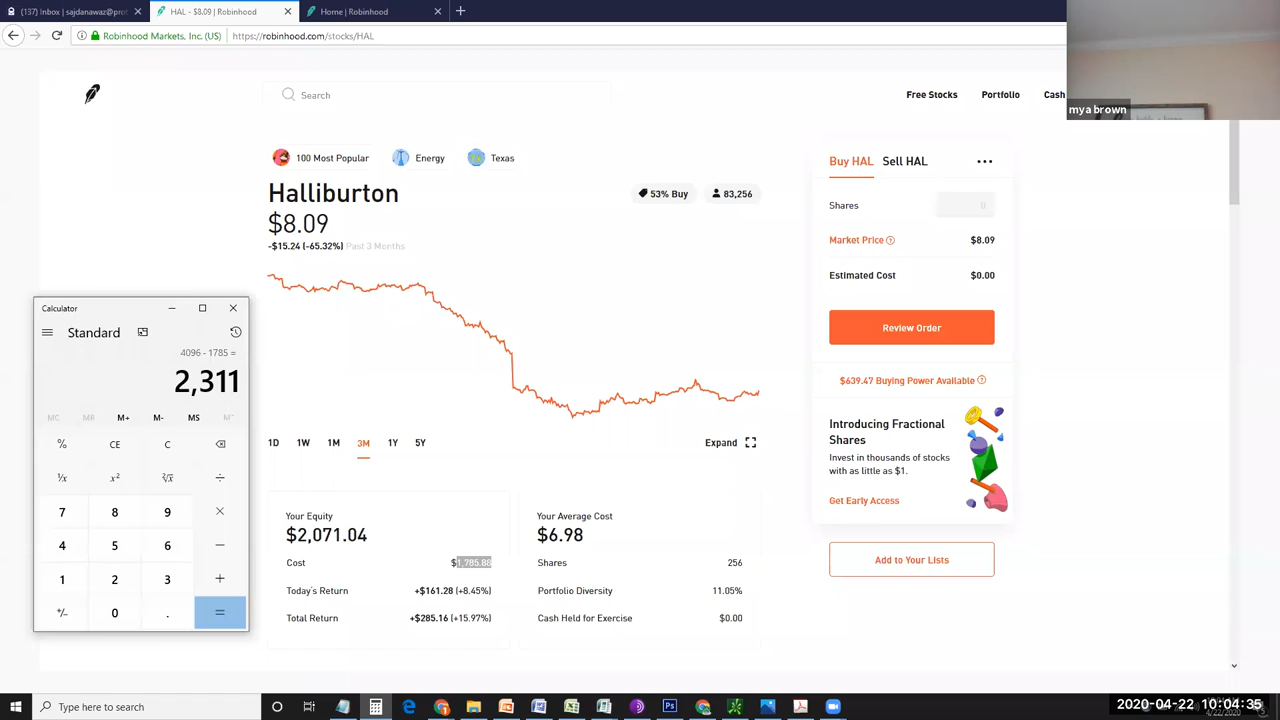 (137) Inbox | sajdanawaz@pro
HAL - $8.09 | Robinhood
Home | Robinhood
Robinhood Markets, Inc. (US)
https://robinhood.com/stocks/HAL
mya brown
Search
Free Stocks
Portfolio
Cash
100 Most Popular
Energy
Texas
Halliburton
$8.09
-$15.24 (-65.32%) Past 3 Months
53% Buy
83,256
Buy HAL
Sell HAL
Shares
0
Market Price
$8.09
Estimated Cost
$0.00
Review Order
$639.47 Buying Power Available
Introducing Fractional
Shares
Invest in thousands of stocks
with as little as $1.
Get Early Access
Add to Your Lists
1D 1W 1M 3M 1Y 5Y
Expand
Your Equity
$2,071.04
Cost $1,785.88
Today's Return +$161.28 (+8.45%)
Total Return +$285.16 (+15.97%)
Your Average Cost
$6.98
Shares 256
Portfolio Diversity 11.05%
Cash Held for Exercise $0.00
Calculator
Standard
4096 - 1785 =
2,311
MC MR M+ M- MS
% CE C
¹/x x² ²√x ÷
7 8 9 ×
4 5 6 −
1 2 3 +
+/- 0 . =
Type here to search
2020-04-22 10:04:35